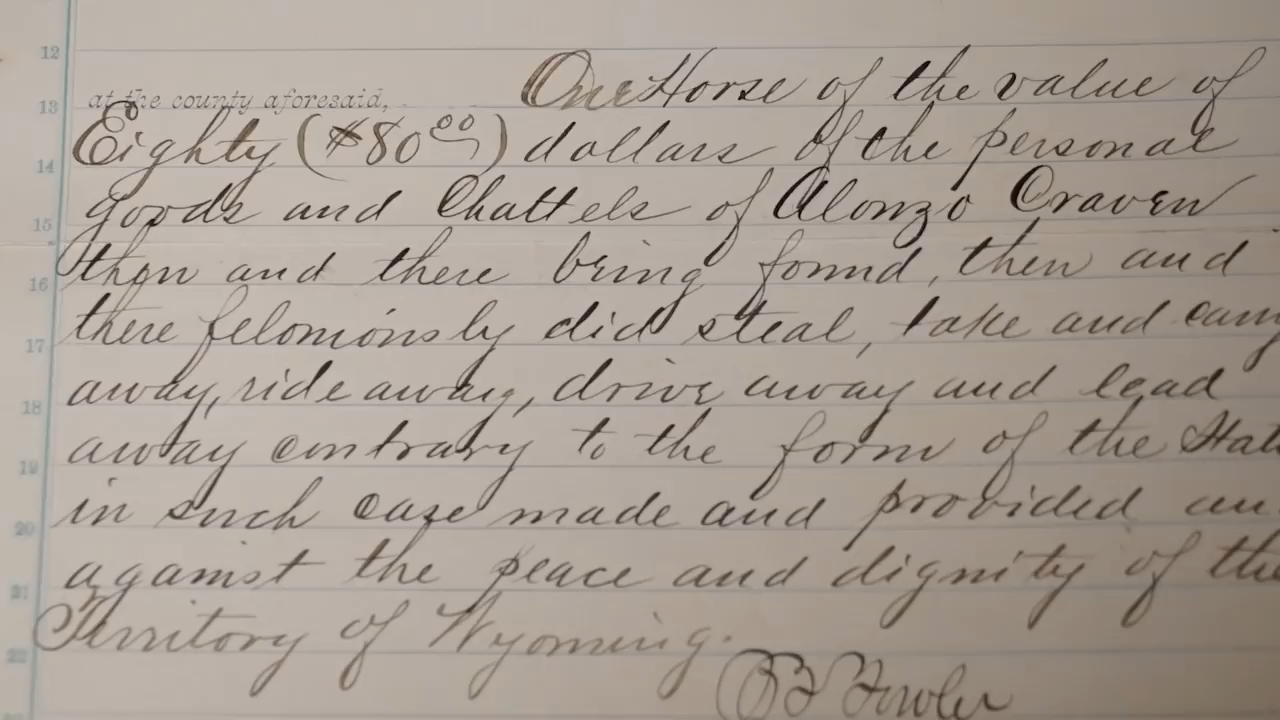 12
13 at the county aforesaid, One Horse of the value of
14 Eighty ($80 00) dollars of the personal
15 goods and Chattels of Alonzo Craven
16 then and there being found, then and
17 there feloniously did steal, take and carry
18 away, ride away, drive away and lead
19 away contrary to the form of the Stat
20 in such case made and provided an
21 against the peace and dignity of the
22 Territory of Wyoming.
Fowler